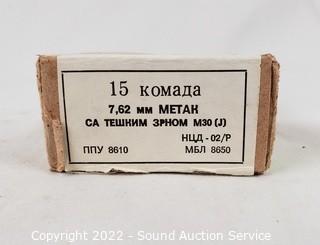 15 комада
7,62 мм МЕТАК
СА ТЕШКИМ ЗРНОМ М30 (Ј)
НЦД - 02/Р
ППУ 8610 МБЛ 8650
Copyright © 2022 - Sound Auction Service